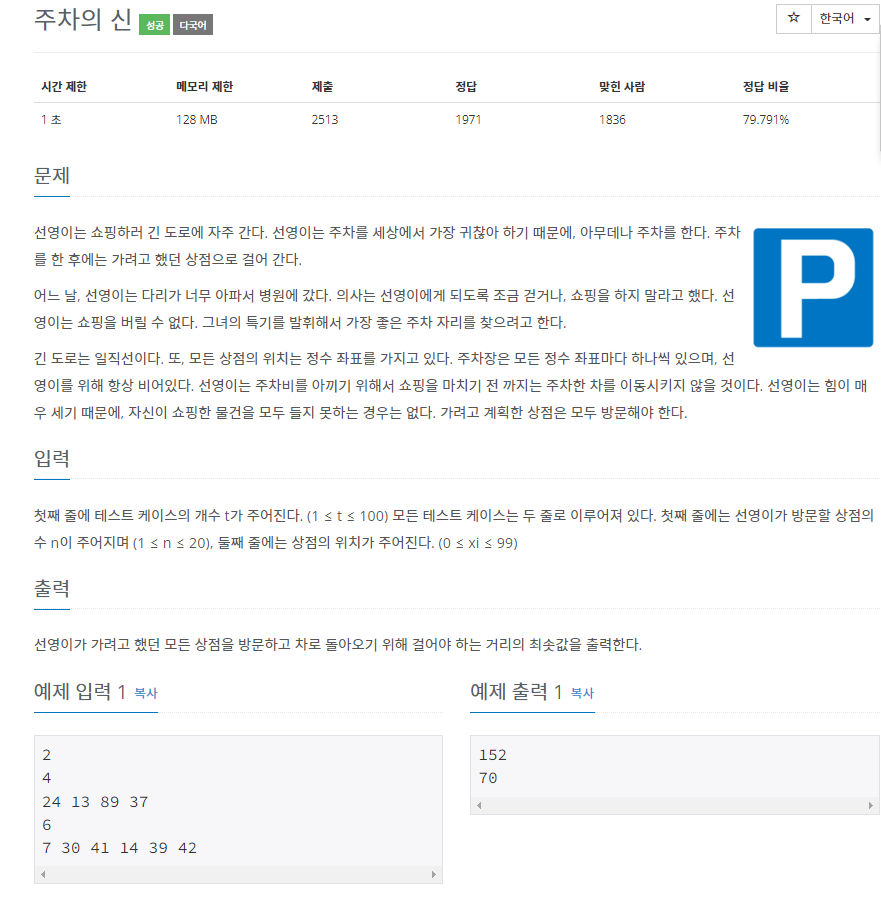 주차의 신 성공 다국어
☆ 한국어
시간 제한 메모리 제한 제출 정답 맞힌 사람 정답 비율
1 초 128 MB 2513 1971 1836 79.791%
문제
선영이는 쇼핑하러 긴 도로에 자주 간다. 선영이는 주차를 세상에서 가장 귀찮아 하기 때문에, 아무데나 주차를 한다. 주차
를 한 후에는 가려고 했던 상점으로 걸어 간다.
어느 날, 선영이는 다리가 너무 아파서 병원에 갔다. 의사는 선영이에게 되도록 조금 걷거나, 쇼핑을 하지 말라고 했다. 선
영이는 쇼핑을 버릴 수 없다. 그녀의 특기를 발휘해서 가장 좋은 주차 자리를 찾으려고 한다.
긴 도로는 일직선이다. 또, 모든 상점의 위치는 정수 좌표를 가지고 있다. 주차장은 모든 정수 좌표마다 하나씩 있으며, 선
영이를 위해 항상 비어있다. 선영이는 주차비를 아끼기 위해서 쇼핑을 마치기 전 까지는 주차한 차를 이동시키지 않을 것이다. 선영이는 힘이 매
우 세기 때문에, 자신이 쇼핑한 물건을 모두 들지 못하는 경우는 없다. 가려고 계획한 상점은 모두 방문해야 한다.
P
입력
첫째 줄에 테스트 케이스의 개수 t가 주어진다. (1 ≤ t ≤ 100) 모든 테스트 케이스는 두 줄로 이루어져 있다. 첫째 줄에는 선영이가 방문할 상점의
수 n이 주어지며 (1 ≤ n ≤ 20), 둘째 줄에는 상점의 위치가 주어진다. (0 ≤ xi ≤ 99)
출력
선영이가 가려고 했던 모든 상점을 방문하고 차로 돌아오기 위해 걸어야 하는 거리의 최솟값을 출력한다.
예제 입력 1 복사
2
4
24 13 89 37
6
7 30 41 14 39 42
예제 출력 1 복사
152
70